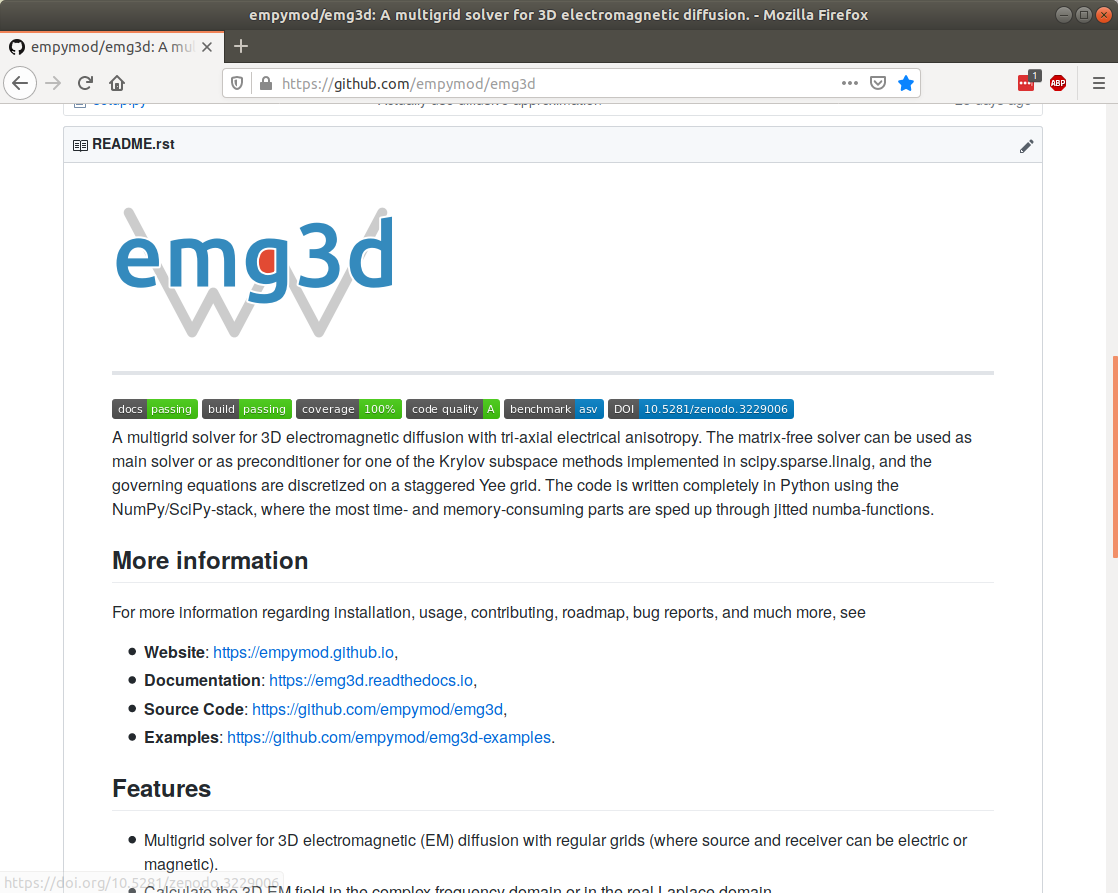 empymod/emg3d: A multigrid solver for 3D electromagnetic diffusion. - Mozilla Firefox
empymod/emg3d: A mul
https://github.com/empymod/emg3d
1
ABP
README.rst
emg3d
docs passing build passing coverage 100% code quality A benchmark asv DOI 10.5281/zenodo.3229006
A multigrid solver for 3D electromagnetic diffusion with tri-axial electrical anisotropy. The matrix-free solver can be used as
main solver or as preconditioner for one of the Krylov subspace methods implemented in scipy.sparse.linalg, and the
governing equations are discretized on a staggered Yee grid. The code is written completely in Python using the
NumPy/SciPy-stack, where the most time- and memory-consuming parts are sped up through jitted numba-functions.
More information
For more information regarding installation, usage, contributing, roadmap, bug reports, and much more, see
Website: https://empymod.github.io,
Documentation: https://emg3d.readthedocs.io,
Source Code: https://github.com/empymod/emg3d,
Examples: https://github.com/empymod/emg3d-examples.
Features
Multigrid solver for 3D electromagnetic (EM) diffusion with regular grids (where source and receiver can be electric or
magnetic).
Calculate the 3D EM field in the complex frequency domain or in the real Laplace domain.
https://doi.org/10.5281/zenodo.3229006